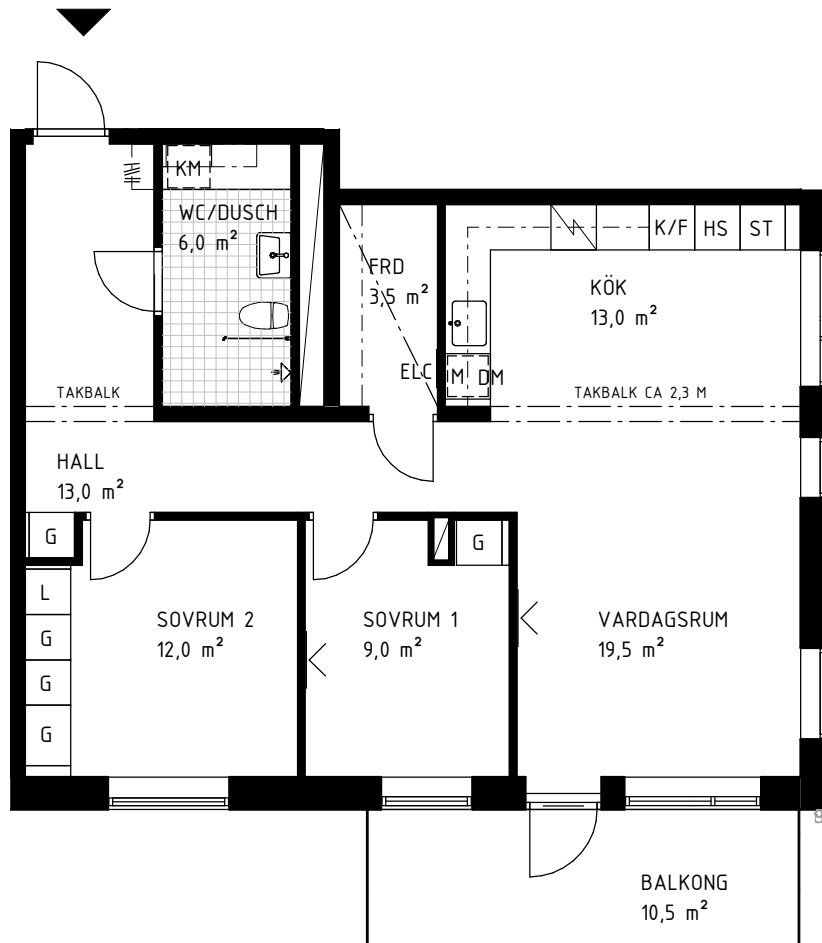 KM
WC/DUSCH
6,0 m²
K/F HS ST
FRD
3,5 m²
KÖK
13,0 m²
ELC
M DM
TAKBALK
TAKBALK CA 2,3 M
HALL
13,0 m²
G
G
L
G
G
G
SOVRUM 2
12,0 m²
SOVRUM 1
9,0 m²
VARDAGSRUM
19,5 m²
BALKONG
10,5 m²